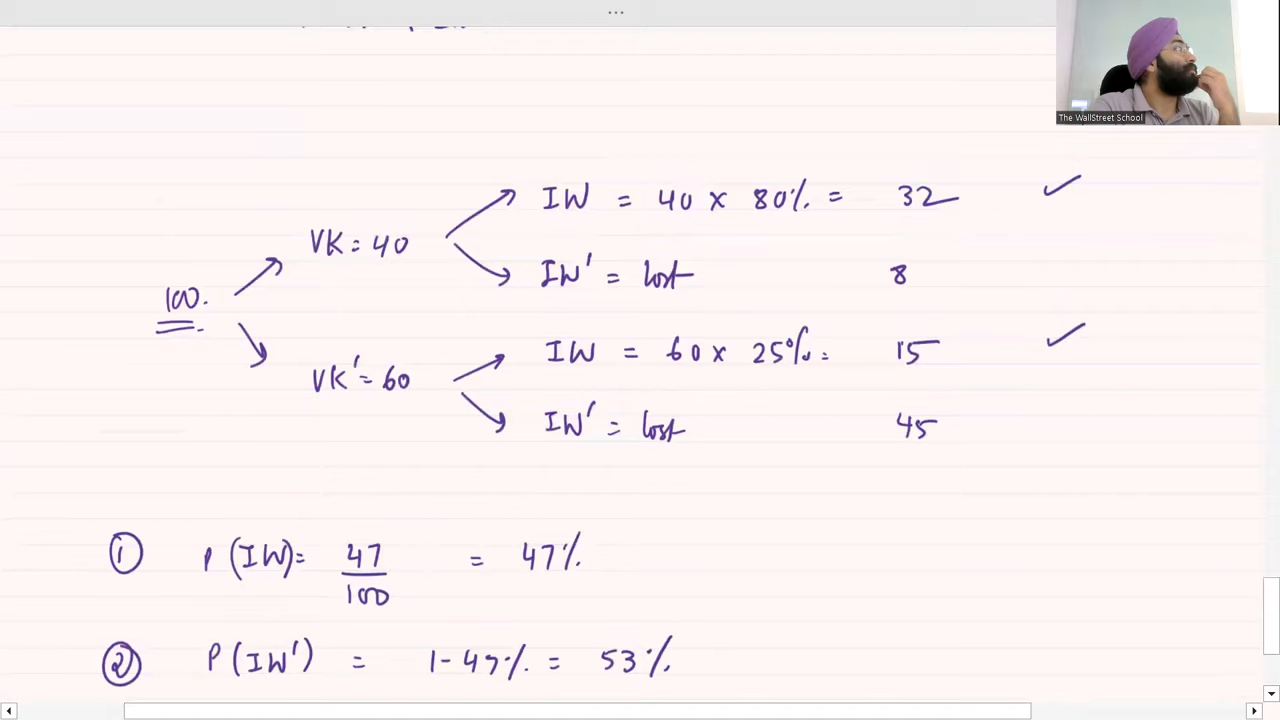 The WallStreet School
IW = 40 x 80% = 32 ✓
VK = 40
IW' = lost 8
100.
IW = 60 x 25% = 15 ✓
VK' = 60
IW' = lost 45
① P(IW) = 47/100 = 47%
② P(IW') = 1 - 47% = 53%